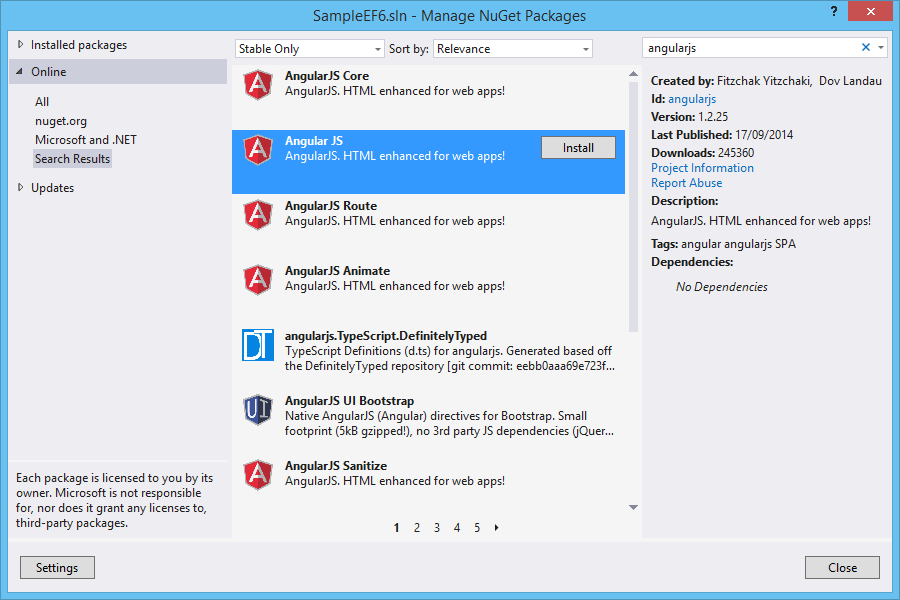 SampleEF6.sln - Manage NuGet Packages
?
Installed packages
Online
All
nuget.org
Microsoft and .NET
Search Results
Updates
Each package is licensed to you by its
owner. Microsoft is not responsible
for, nor does it grant any licenses to,
third-party packages.
Stable Only
Sort by:
Relevance
AngularJS Core
AngularJS. HTML enhanced for web apps!
Angular JS
AngularJS. HTML enhanced for web apps!
Install
AngularJS Route
AngularJS. HTML enhanced for web apps!
AngularJS Animate
AngularJS. HTML enhanced for web apps!
DT
angularjs.TypeScript.DefinitelyTyped
TypeScript Definitions (d.ts) for angularjs. Generated based off
the DefinitelyTyped repository [git commit: eebb0aaa69e723f...
UI
AngularJS UI Bootstrap
Native AngularJS (Angular) directives for Bootstrap. Small
footprint (5kB gzipped!), no 3rd party JS dependencies (jQuer...
AngularJS Sanitize
AngularJS. HTML enhanced for web apps!
1 2 3 4 5
angularjs
Created by: Fitzchak Yitzchaki, Dov Landau
Id: angularjs
Version: 1.2.25
Last Published: 17/09/2014
Downloads: 245360
Project Information
Report Abuse
Description:
AngularJS. HTML enhanced for web apps!
Tags: angular angularjs SPA
Dependencies:
No Dependencies
Settings
Close